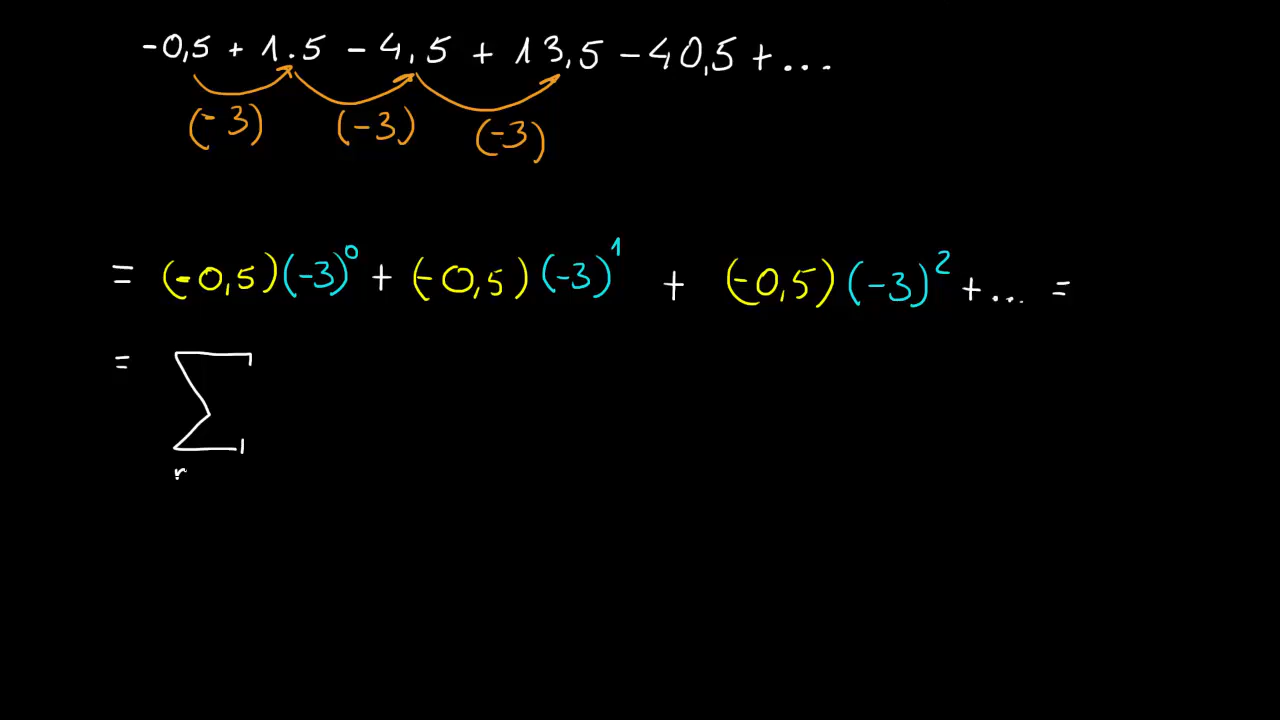 -0,5 + 1.5 - 4,5 + 13,5 - 40,5 + ...
(-3) (-3) (-3)
= (-0,5)(-3)⁰ + (-0,5)(-3)¹ + (-0,5)(-3)² + ... =
= Σ